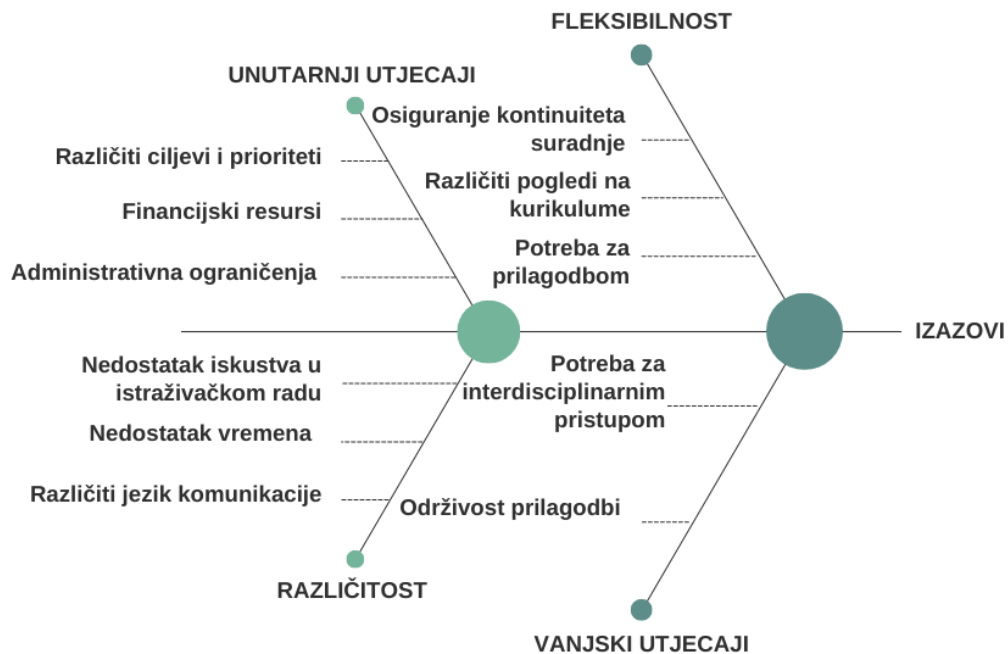 FLEKSIBILNOST
UNUTARNJI UTJECAJI
Osiguranje kontinuiteta
suradnje
Različiti ciljevi i prioriteti
Različiti pogledi na
kurikulume
Financijski resursi
Potreba za
prilagodbom
Administrativna ograničenja
IZAZOVI
Nedostatak iskustva u
istraživačkom radu
Potreba za
interdisciplinarnim
pristupom
Nedostatak vremena
Različiti jezik komunikacije
Održivost prilagodbi
RAZLIČITOST
VANJSKI UTJECAJI